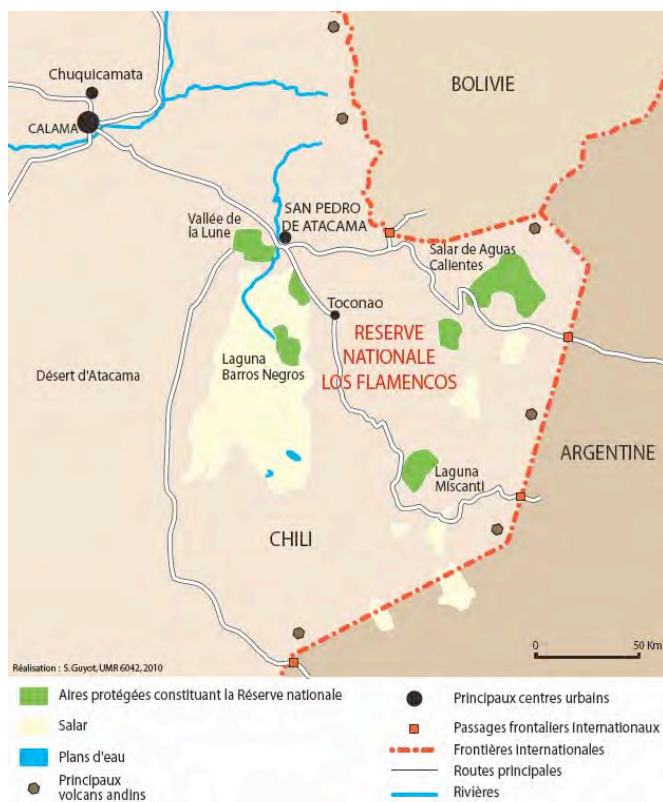 BOLIVIE
Chuquicamata
CALAMA
SAN PEDRO
DE ATACAMA
Vallée de
la Lune
Salar de Aguas
Calientes
Toconao
RESERVE
NATIONALE
LOS FLAMENCOS
Laguna
Barros Negros
Désert d'Atacama
ARGENTINE
Laguna
Miscanti
CHILI
0 50 Km
Réalisation : S. Guyot, UMR 6042, 2010
Aires protégées constituant la Réserve nationale
Salar
Plans d'eau
Principaux
volcans andins
Principaux centres urbains
Passages frontaliers internationaux
Frontières internationales
Routes principales
Rivières